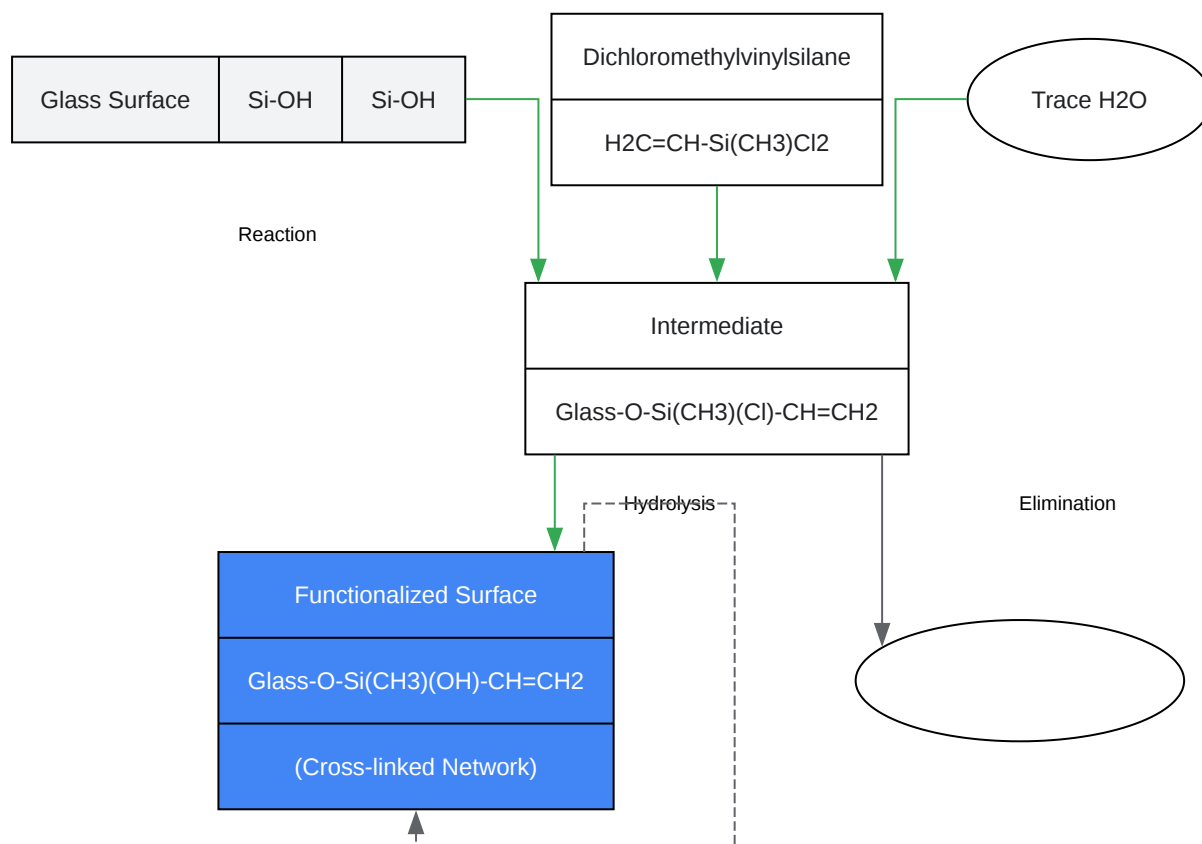 Glass Surface
Si-OH
Si-OH
Dichloromethylvinylsilane
H2C=CH-Si(CH3)Cl2
Trace H2O
Reaction
Intermediate
Glass-O-Si(CH3)(Cl)-CH=CH2
Hydrolysis
Elimination
Functionalized Surface
Glass-O-Si(CH3)(OH)-CH=CH2
(Cross-linked Network)